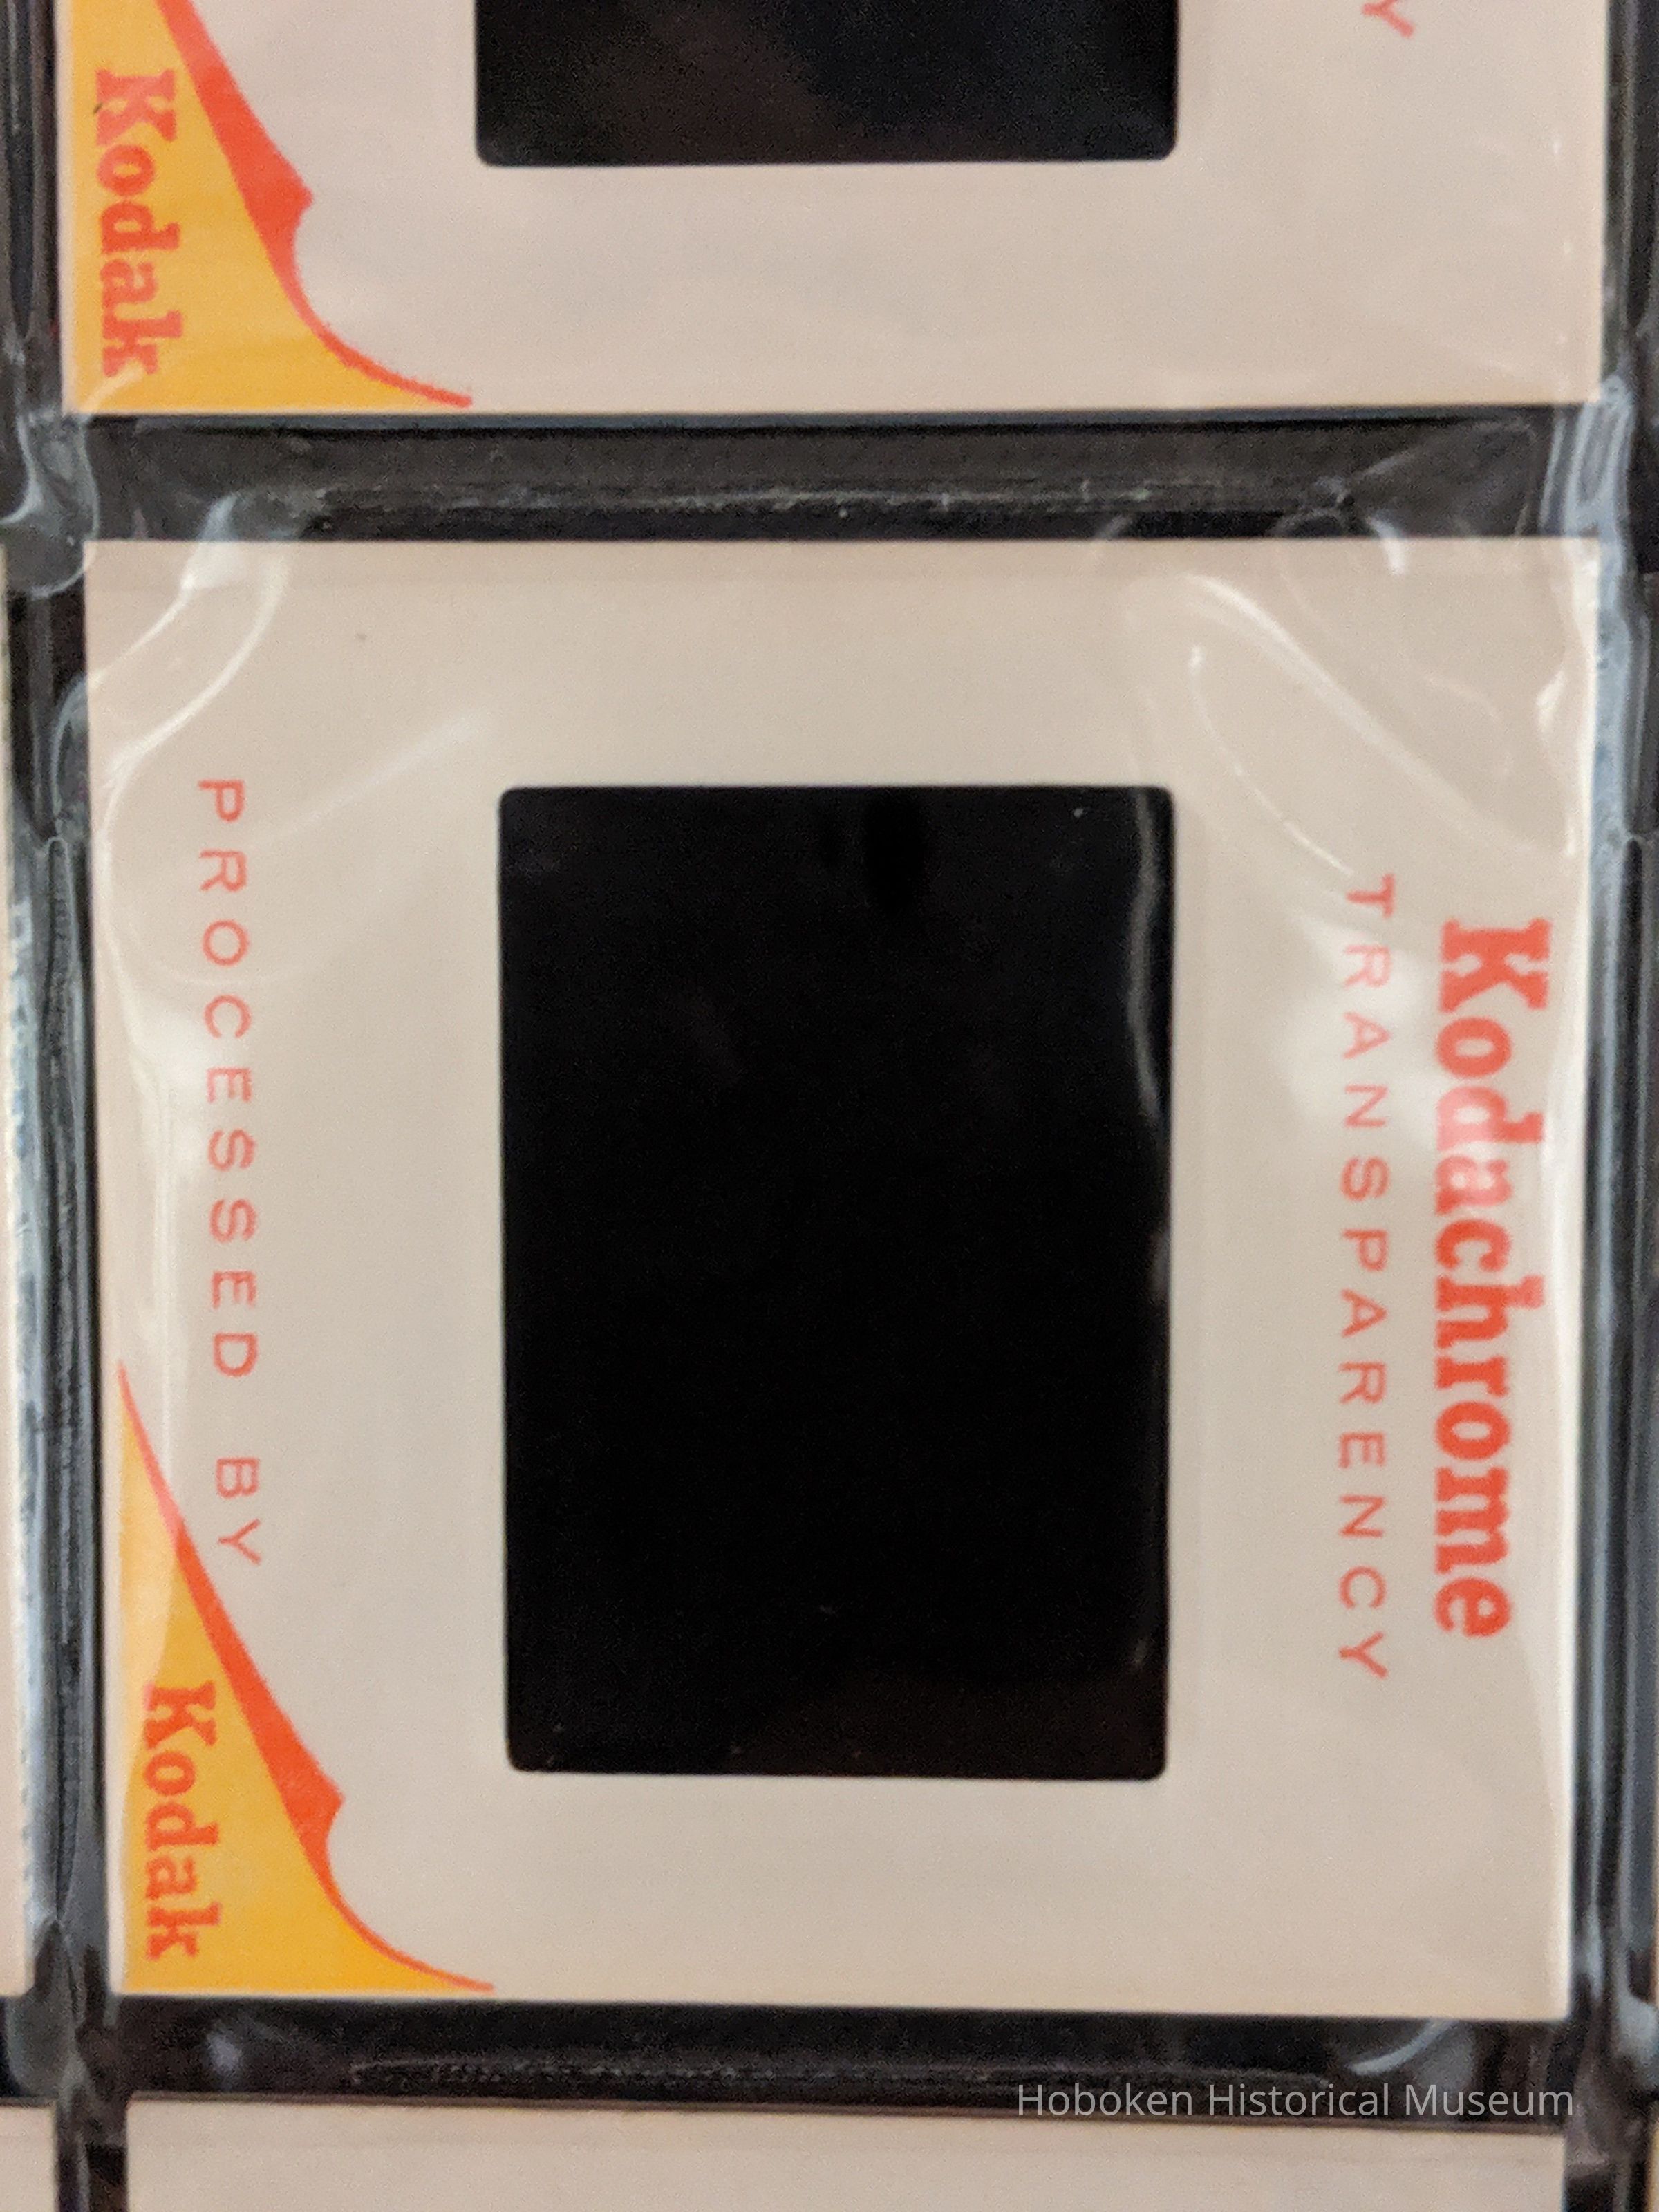 Y
Kodak
Kodachrome
TRANSPARENCY
PROCESSED BY
Kodak
Hoboken Historical Museum